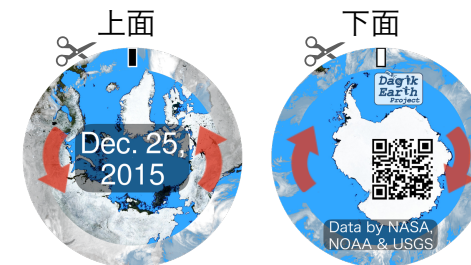 上面
下面
Dec. 25,
2015
Dagik
Earth
Project
Data by NASA,
NOAA & USGS